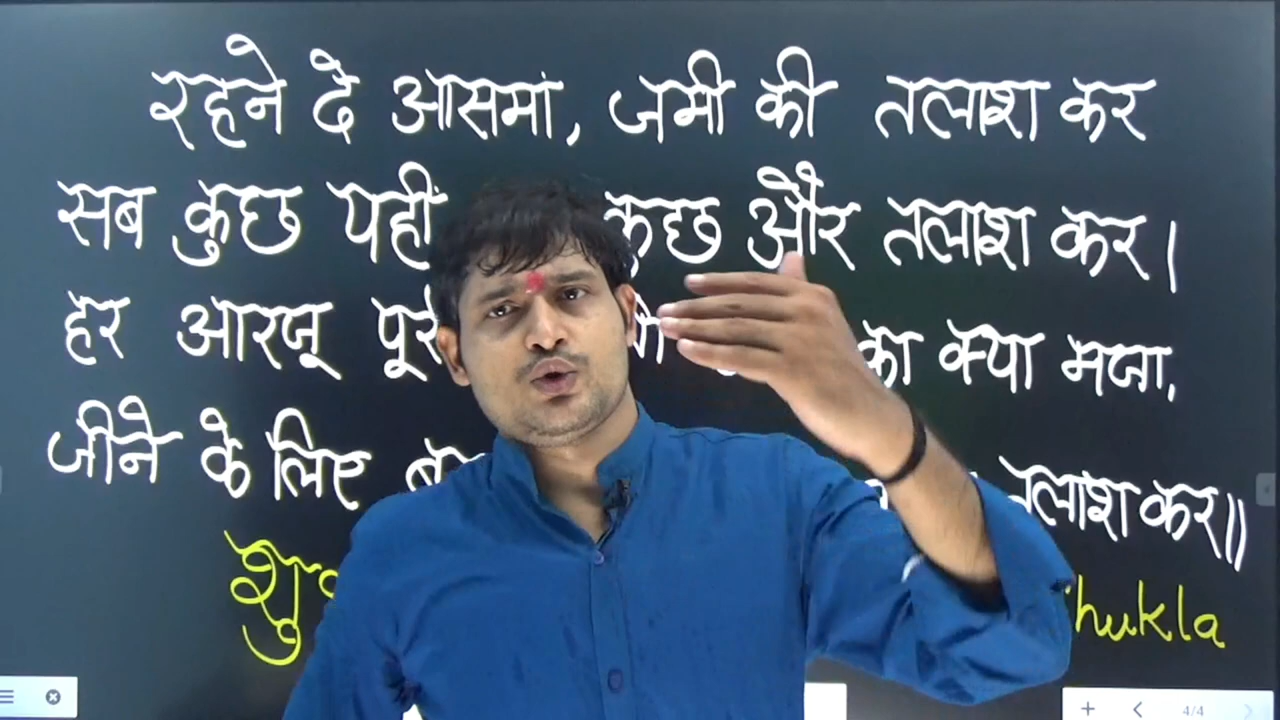 रहने दे आसमां, जमी की तलाश कर
सब कुछ यहीं कुछ और तलाश कर।
हर आरजू का क्या मजा,
जीने के लिए तलाश कर॥
hukla
4/4